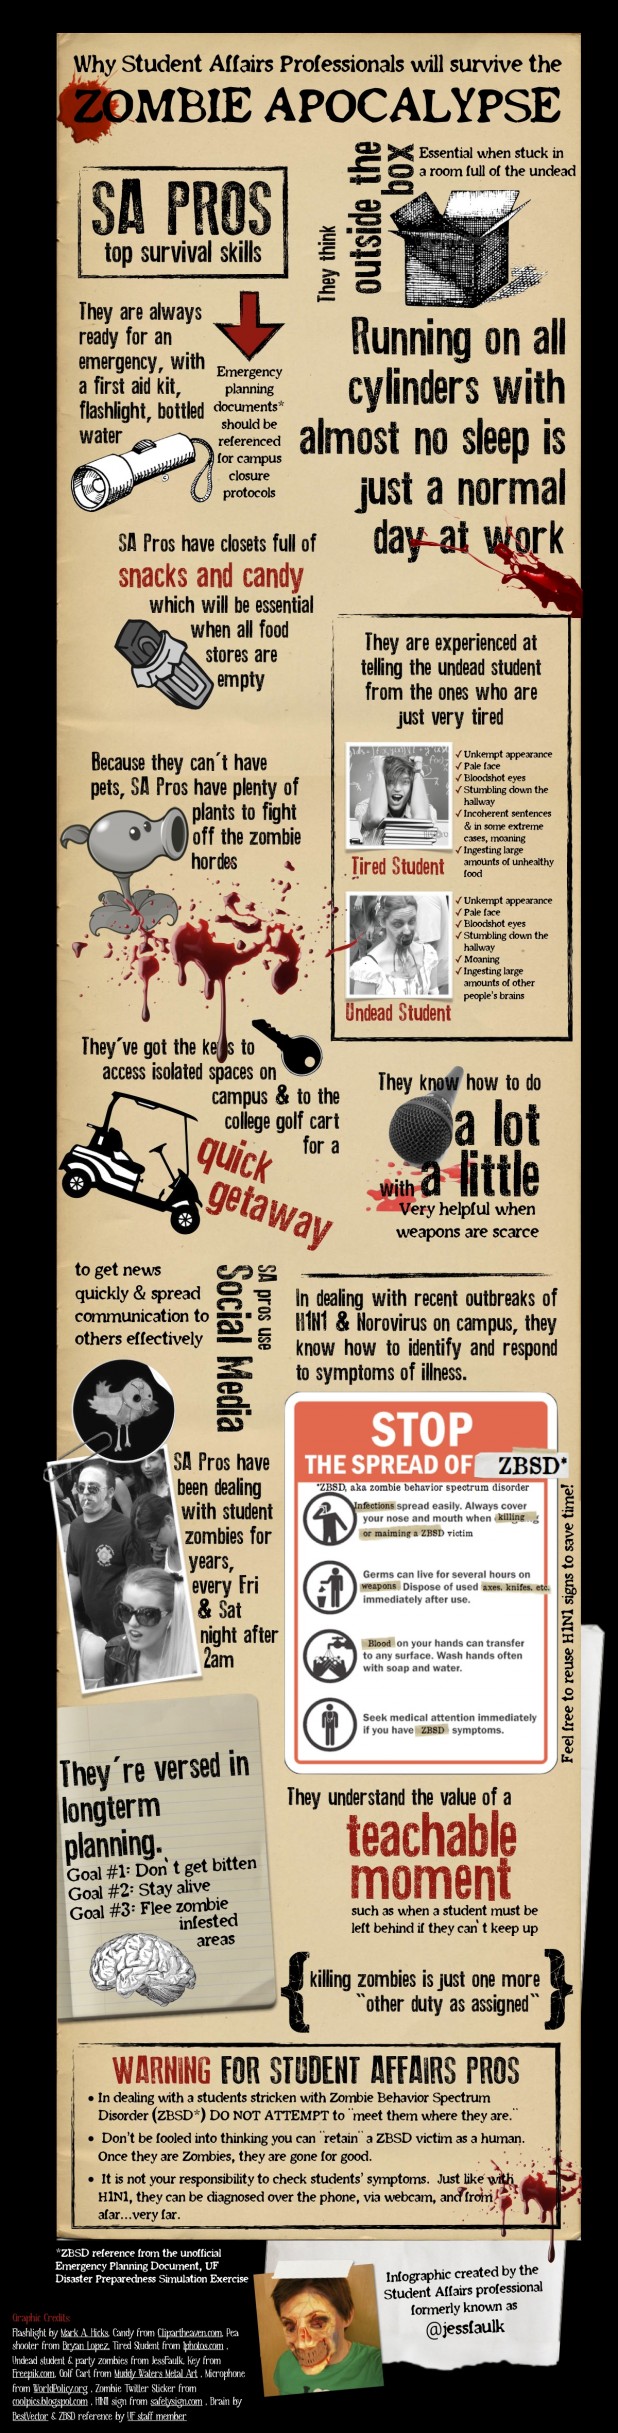 Why Student Affairs Professionals will survive the
ZOMBIE APOCALYPSE
SA PROS
top survival skills
They think
outside the
box
Essential when stuck in
a room full of the undead
They are always
ready for an
emergency, with
a first aid kit,
flashlight, bottled
water
Emergency
planning
documents*
should be
referenced
for campus
closure
protocols
Running on all
cylinders with
almost no sleep is
just a normal
day at work
SA Pros have closets full of
snacks and candy
which will be essential
when all food
stores are
empty
They are experienced at
telling the undead student
from the ones who are
just very tired
✓ Unkempt appearance
✓ Pale face
✓ Bloodshot eyes
✓ Stumbling down the
hallway
✓ Incoherent sentences
& in some extreme
cases, moaning
✓ Ingesting large
amounts of unhealthy
food
Tired Student
✓ Unkempt appearance
✓ Pale face
✓ Bloodshot eyes
✓ Stumbling down the
hallway
✓ Moaning
✓ Ingesting large
amounts of other
people's brains
Undead Student
Because they can´t have
pets, SA Pros have plenty of
plants to fight
off the zombie
hordes
They´ve got the keys to
access isolated spaces on
campus & to the
college golf cart
for a
quick
getaway
They know how to do
a lot
with a little
Very helpful when
weapons are scarce
to get news
quickly & spread
communication to
others effectively
SA pros use
Social Media
In dealing with recent outbreaks of
H1N1 & Norovirus on campus, they
know how to identify and respond
to symptoms of illness.
STOP
THE SPREAD OF ZBSD*
*ZBSD, aka zombie behavior spectrum disorder
Infections spread easily. Always cover
your nose and mouth when killing
or maiming a ZBSD victim
Germs can live for several hours on
weapons Dispose of used axes, knifes, etc.
immediately after use.
Blood on your hands can transfer
to any surface. Wash hands often
with soap and water.
Seek medical attention immediately
if you have ZBSD symptoms.
Feel free to reuse H1N1 signs to save time!
SA Pros have
been dealing
with student
zombies for
years,
every Fri
& Sat
night after
2am
They´re versed in
longterm
planning.
Goal #1: Don`t get bitten
Goal #2: Stay alive
Goal #3: Flee zombie
infested
areas
They understand the value of a
teachable
moment
such as when a student must be
left behind if they can`t keep up
{killing zombies is just one more
``other duty as assigned``}
WARNING FOR STUDENT AFFAIRS PROS
• In dealing with a students stricken with Zombie Behavior Spectrum
Disorder (ZBSD*) DO NOT ATTEMPT to ¨meet them where they are.¨
• Don't be fooled into thinking you can ¨retain¨ a ZBSD victim as a human.
Once they are Zombies, they are gone for good.
• It is not your responsibility to check students' symptoms. Just like with
H1N1, they can be diagnosed over the phone, via webcam, and from
afar...very far.
*ZBSD reference from the unofficial
Emergency Planning Document, UF
Disaster Preparedness Simulation Exercise
Infographic created by the
Student Affairs professional
formerly known as
@jessfaulk
Graphic Credits:
Flashlight by Mark A. Hicks, Candy from Clipartheaven.com, Pea
shooter from Bryan Lopez, Tired Student from 1photos.com ,
Undead student & party zombies from JessFaulk, Key from
Freepik.com, Golf Cart from Muddy Waters Metal Art , Microphone
from WorldPolicy.org , Zombie Twitter Sticker from
coolpics.blogspot.com , H1N1 sign from safetysign.com , Brain by
BestVector & ZBSD reference by UF staff member